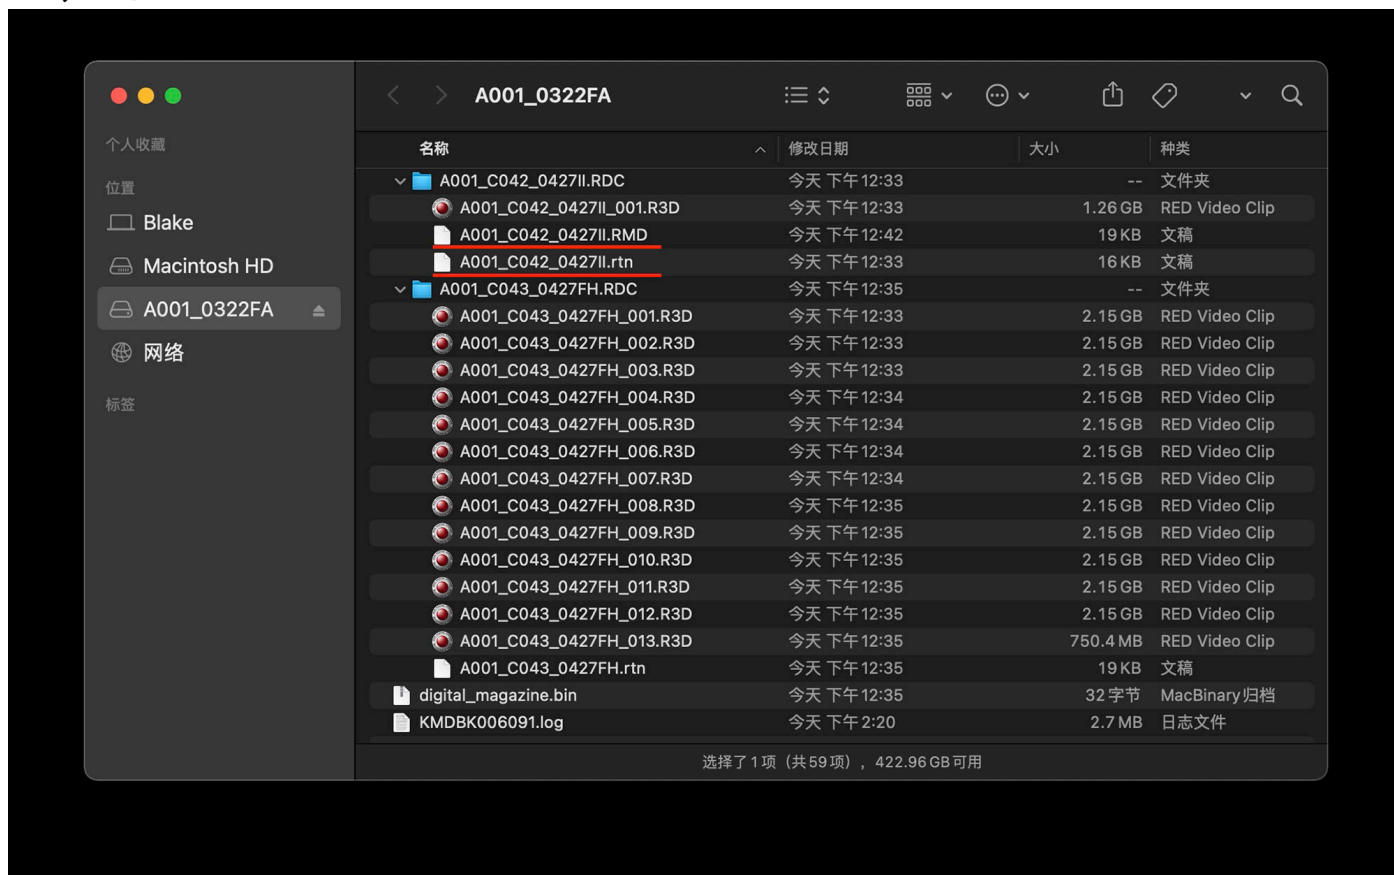 A001_0322FA
个人收藏
位置
Blake
Macintosh HD
A001_0322FA
网络
标签
名称 修改日期 大小 种类
A001_C042_0427II.RDC 今天 下午12:33 -- 文件夹
A001_C042_0427II_001.R3D 今天 下午12:33 1.26 GB RED Video Clip
A001_C042_0427II.RMD 今天 下午12:42 19 KB 文稿
A001_C042_0427II.rtn 今天 下午12:33 16 KB 文稿
A001_C043_0427FH.RDC 今天 下午12:35 -- 文件夹
A001_C043_0427FH_001.R3D 今天 下午12:33 2.15 GB RED Video Clip
A001_C043_0427FH_002.R3D 今天 下午12:33 2.15 GB RED Video Clip
A001_C043_0427FH_003.R3D 今天 下午12:33 2.15 GB RED Video Clip
A001_C043_0427FH_004.R3D 今天 下午12:34 2.15 GB RED Video Clip
A001_C043_0427FH_005.R3D 今天 下午12:34 2.15 GB RED Video Clip
A001_C043_0427FH_006.R3D 今天 下午12:34 2.15 GB RED Video Clip
A001_C043_0427FH_007.R3D 今天 下午12:34 2.15 GB RED Video Clip
A001_C043_0427FH_008.R3D 今天 下午12:35 2.15 GB RED Video Clip
A001_C043_0427FH_009.R3D 今天 下午12:35 2.15 GB RED Video Clip
A001_C043_0427FH_010.R3D 今天 下午12:35 2.15 GB RED Video Clip
A001_C043_0427FH_011.R3D 今天 下午12:35 2.15 GB RED Video Clip
A001_C043_0427FH_012.R3D 今天 下午12:35 2.15 GB RED Video Clip
A001_C043_0427FH_013.R3D 今天 下午12:35 750.4 MB RED Video Clip
A001_C043_0427FH.rtn 今天 下午12:35 19 KB 文稿
digital_magazine.bin 今天 下午12:35 32 字节 MacBinary归档
KMDBK006091.log 今天 下午2:20 2.7 MB 日志文件
选择了1项（共59项），422.96 GB 可用